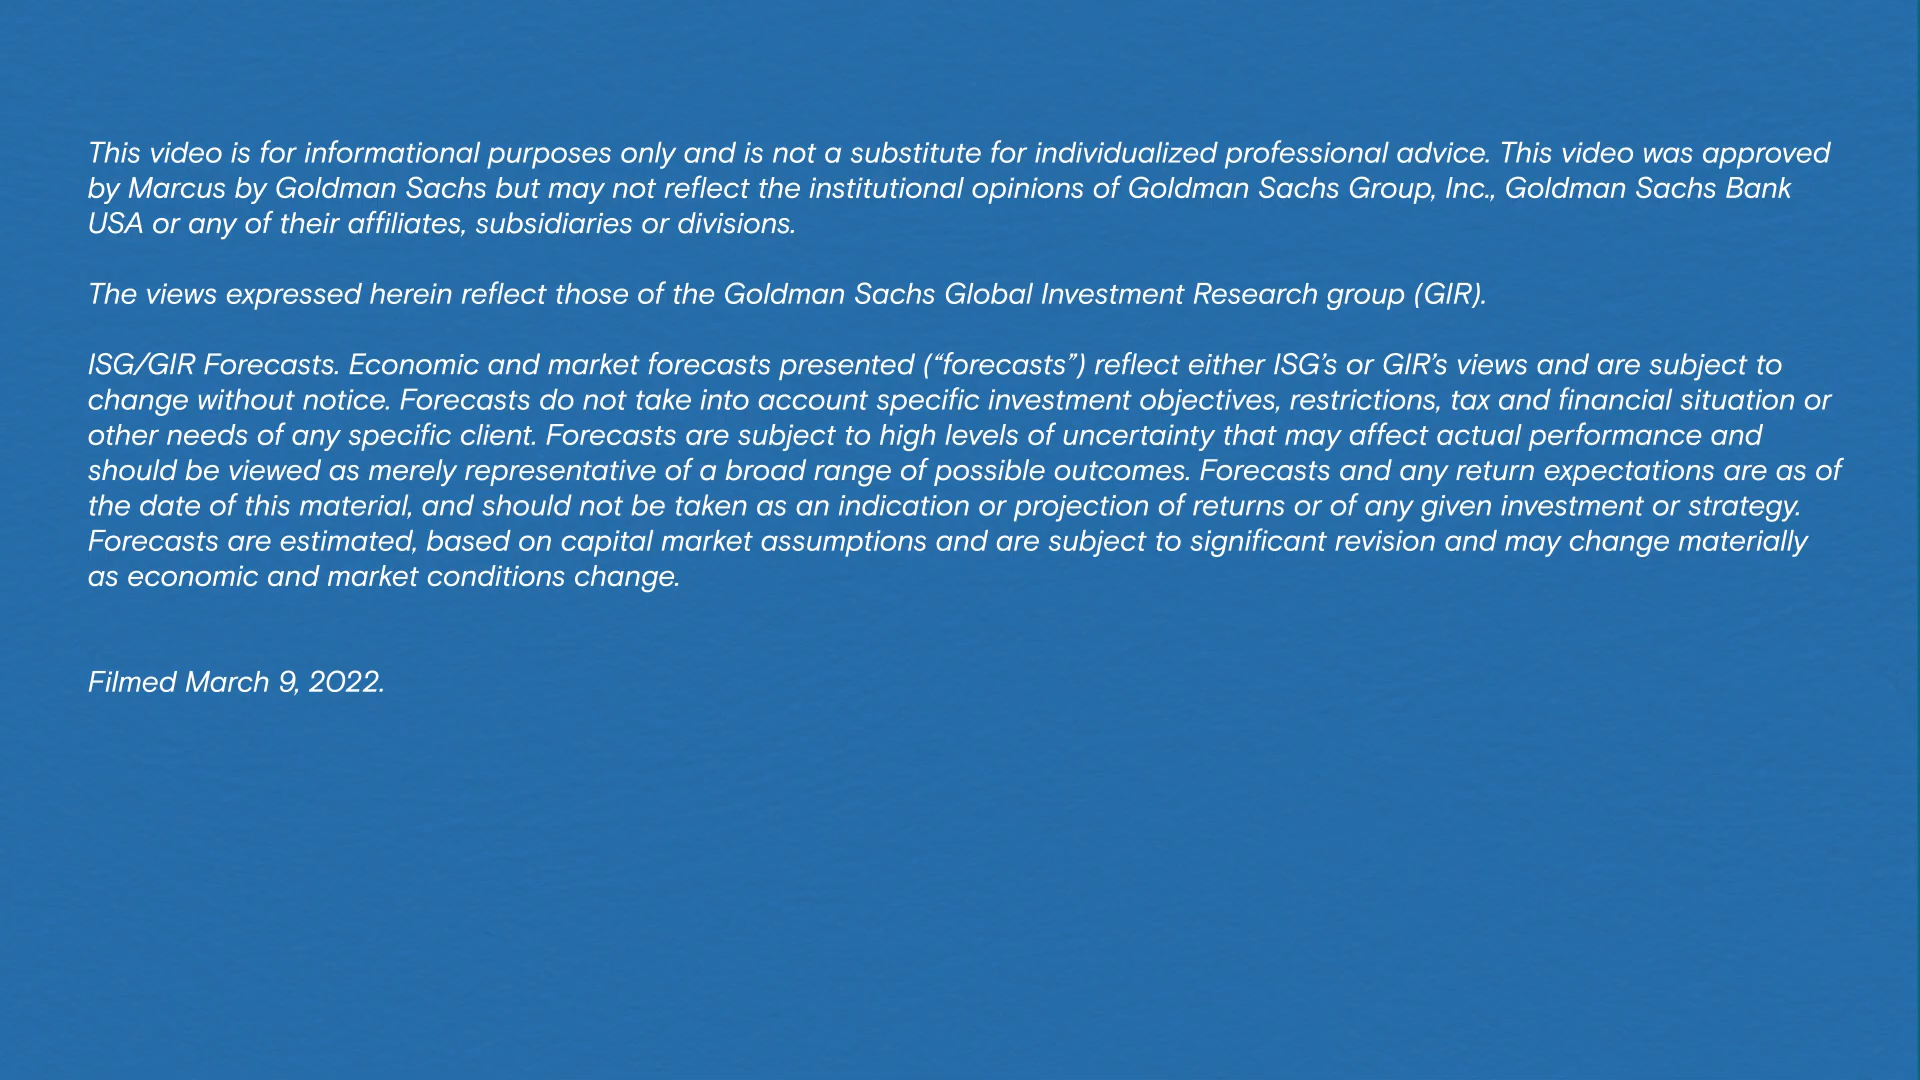 This video is for informational purposes only and is not a substitute for individualized professional advice. This video was approved
by Marcus by Goldman Sachs but may not reflect the institutional opinions of Goldman Sachs Group, Inc., Goldman Sachs Bank
USA or any of their affiliates, subsidiaries or divisions.
The views expressed herein reflect those of the Goldman Sachs Global Investment Research group (GIR).
ISG/GIR Forecasts. Economic and market forecasts presented (“forecasts”) reflect either ISG’s or GIR’s views and are subject to
change without notice. Forecasts do not take into account specific investment objectives, restrictions, tax and financial situation or
other needs of any specific client. Forecasts are subject to high levels of uncertainty that may affect actual performance and
should be viewed as merely representative of a broad range of possible outcomes. Forecasts and any return expectations are as of
the date of this material, and should not be taken as an indication or projection of returns or of any given investment or strategy.
Forecasts are estimated, based on capital market assumptions and are subject to significant revision and may change materially
as economic and market conditions change.
Filmed March 9, 2022.